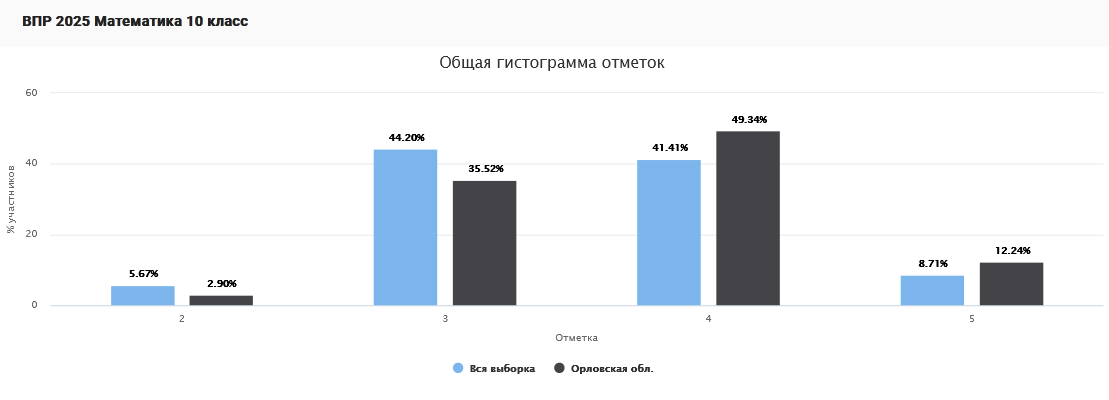 ВПР 2025 Математика 10 класс
Общая гистограмма отметок
60
40
20
0
% участников
5.67%
2.90%
44.20%
35.52%
41.41%
49.34%
8.71%
12.24%
2
3
4
5
Отметка
Вся выборка
Орловская обл.